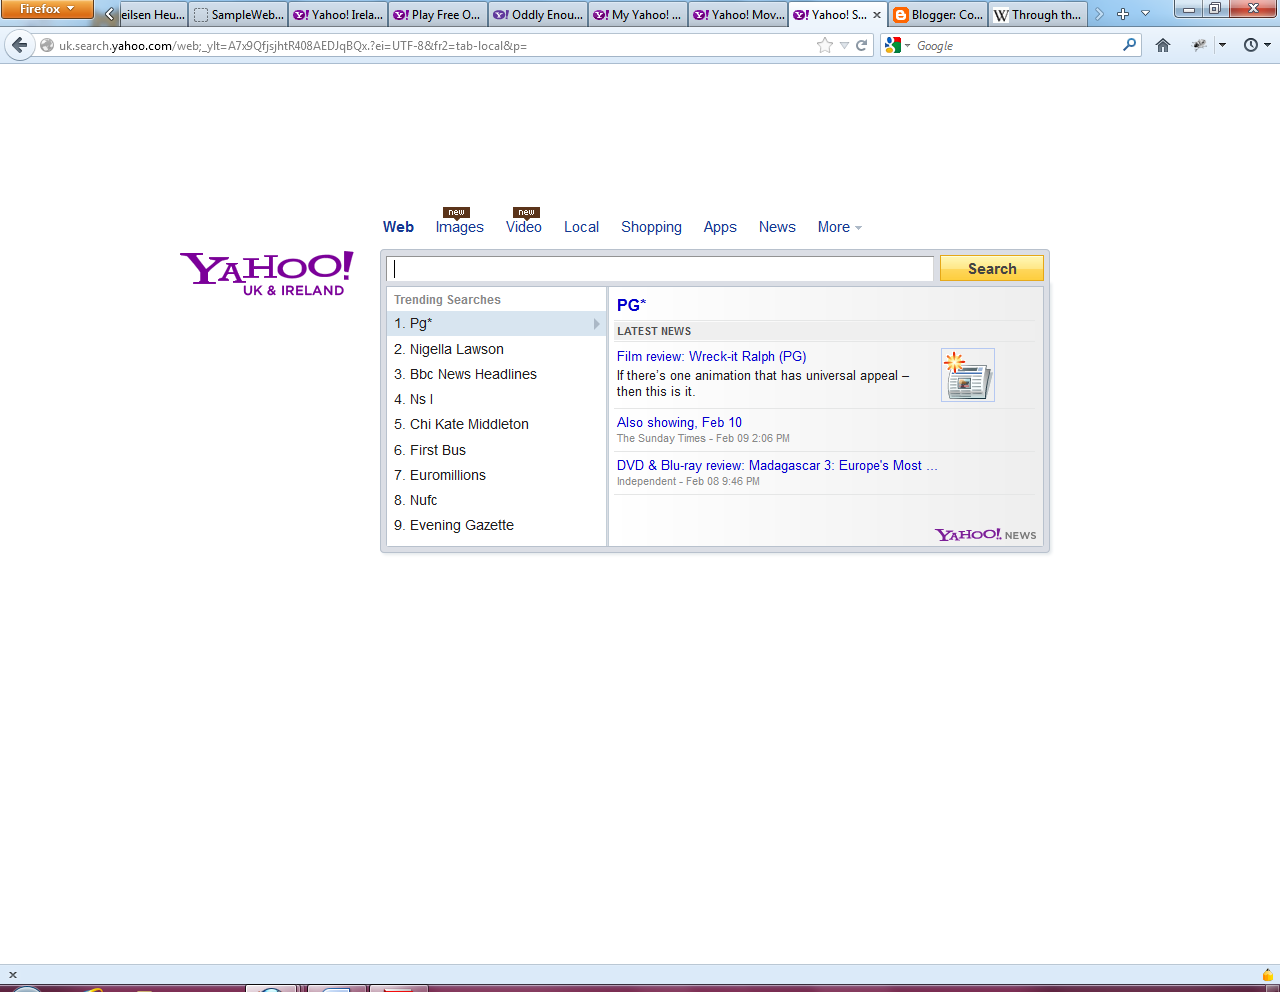 Firefox
eilsen Heu...
SampleWeb...
Yahoo! Irela...
Play Free O...
Oddly Enou...
My Yahoo! ...
Yahoo! Mov...
Yahoo! S...
Blogger: Co...
Through th...
uk.search.yahoo.com/web;_ylt=A7x9QfjsjhtR408AEDJqBQx.?ei=UTF-8&fr2=tab-local&p=
Google
new
new
Web Images Video Local Shopping Apps News More
YAHOO!
UK & IRELAND
Search
Trending Searches
1. Pg*
2. Nigella Lawson
3. Bbc News Headlines
4. Ns I
5. Chi Kate Middleton
6. First Bus
7. Euromillions
8. Nufc
9. Evening Gazette
PG*
LATEST NEWS
Film review: Wreck-it Ralph (PG)
If there's one animation that has universal appeal –
then this is it.
Also showing, Feb 10
The Sunday Times - Feb 09 2:06 PM
DVD & Blu-ray review: Madagascar 3: Europe's Most ...
Independent - Feb 08 9:46 PM
YAHOO! NEWS